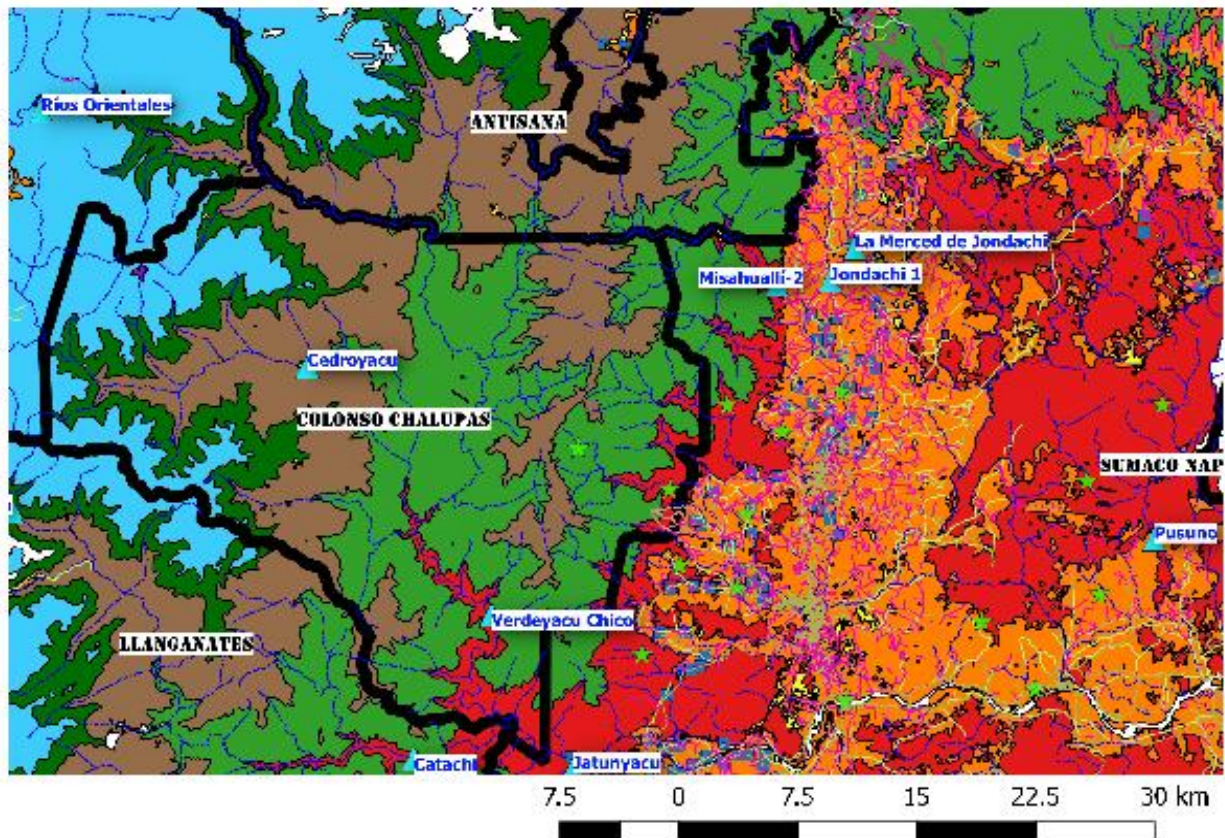 Ríos Orientales
ANTISANA
La Merced de Jondachi
Misahuallí-2
Jondachi 1
Cedroyacu
COLONSO CHALUPAS
SUMACO NAP
Pusuno
Verdeyacu Chico
LLANGANATES
Catachi
Jatunyacu
7.5 0 7.5 15 22.5 30 km